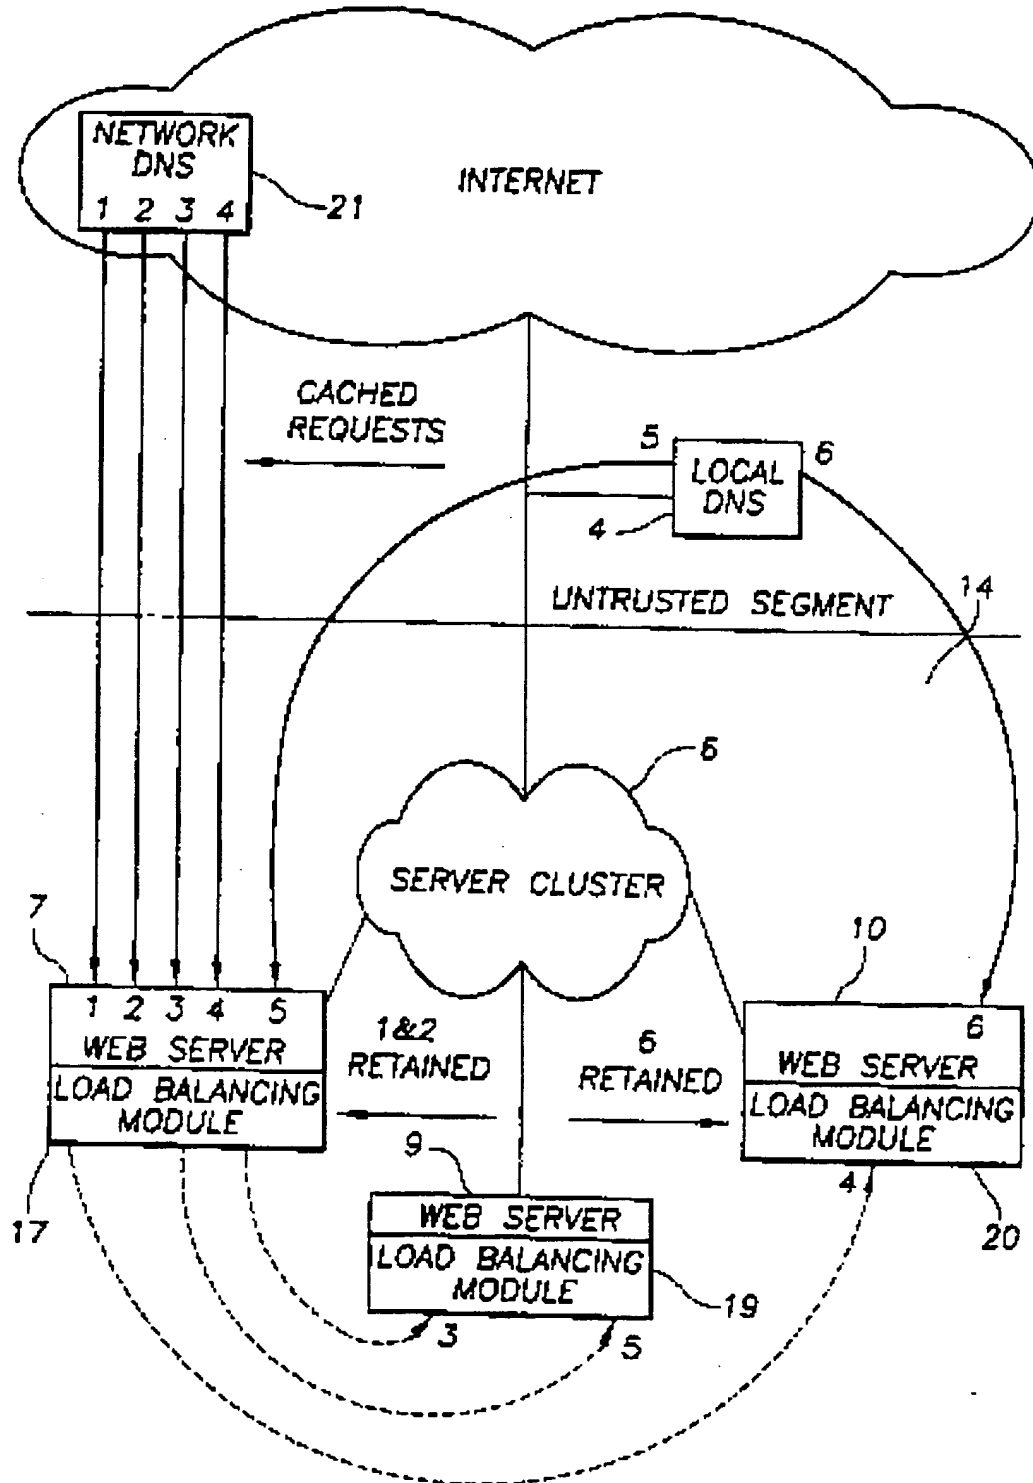 NETWORK
DNS
1 2 3 4
21
INTERNET
CACHED
REQUESTS
5
LOCAL
DNS
6
4
UNTRUSTED SEGMENT
14
6
SERVER CLUSTER
7
1 2 3 4 5
WEB SERVER
LOAD BALANCING
MODULE
17
1&2
RETAINED
6
RETAINED
10
6
WEB SERVER
LOAD BALANCING
MODULE
4
20
9
WEB SERVER
LOAD BALANCING
MODULE
19
3
5